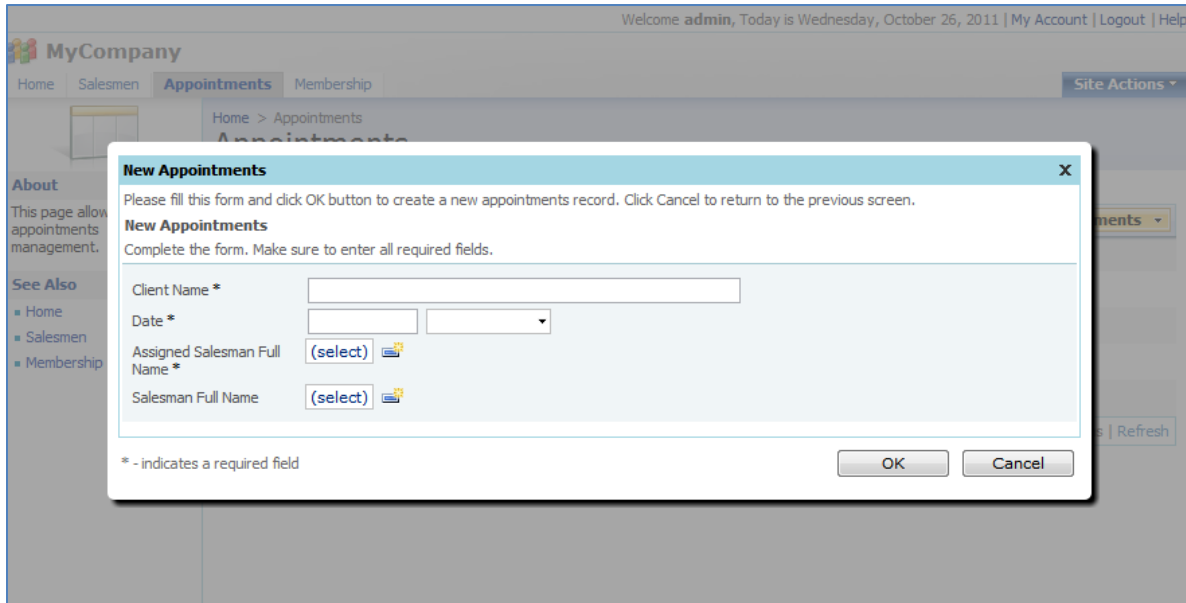 Welcome admin, Today is Wednesday, October 26, 2011 | My Account | Logout | Help
MyCompany
Home Salesmen Appointments Membership Site Actions
Home > Appointments
Appointments
New Appointments x
Please fill this form and click OK button to create a new appointments record. Click Cancel to return to the previous screen.
New Appointments
Complete the form. Make sure to enter all required fields.
Client Name *
Date *
Assigned Salesman Full
Name *
(select)
Salesman Full Name (select)
* - indicates a required field
OK Cancel
About
This page allow
appointments
management.
See Also
Home
Salesmen
Membership
ments
s | Refresh